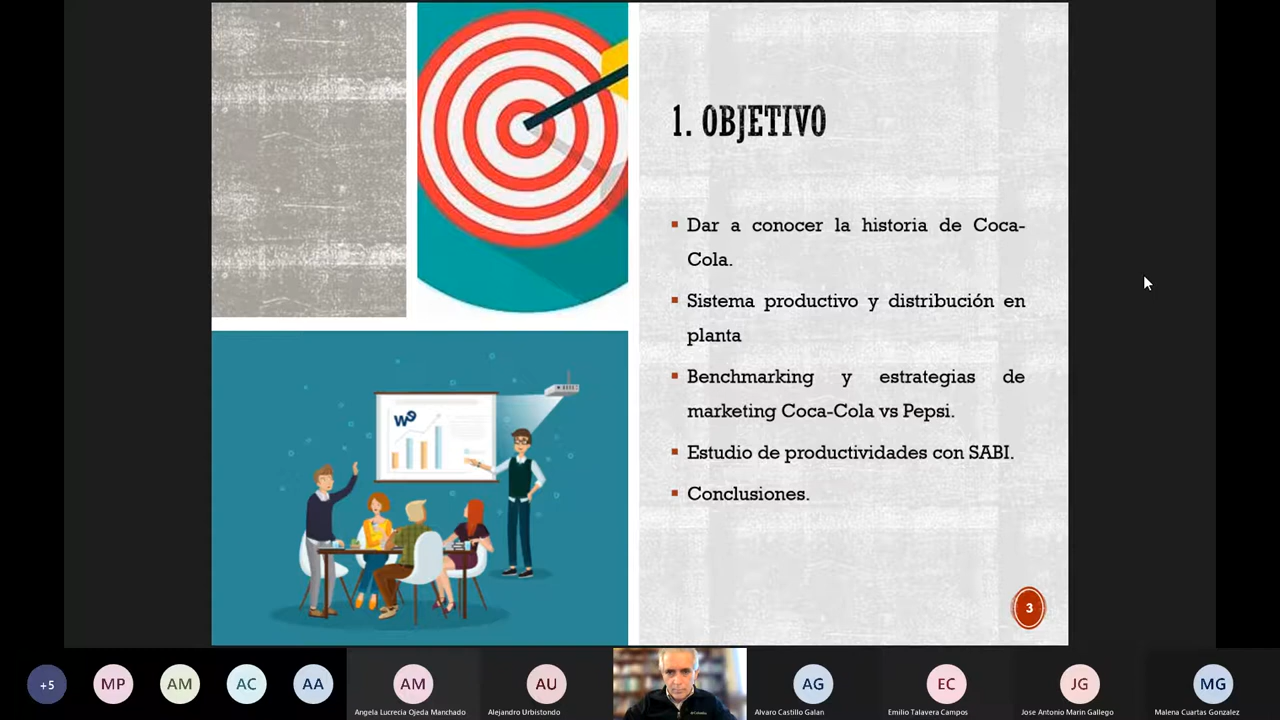 1. OBJETIVO
Dar a conocer la historia de Coca-
Cola.
Sistema productivo y distribución en
planta
Benchmarking y estrategias de
marketing Coca-Cola vs Pepsi.
Estudio de productividades con SABI.
Conclusiones.
3
+5
MP
AM
AC
AA
AM
Angela Lucrecia Ojeda Manchado
AU
Alejandro Urbistondo
AG
Alvaro Castillo Galan
EC
Emilio Talavera Campos
JG
Jose Antonio Marin Gallego
MG
Malena Cuartas Gonzalez